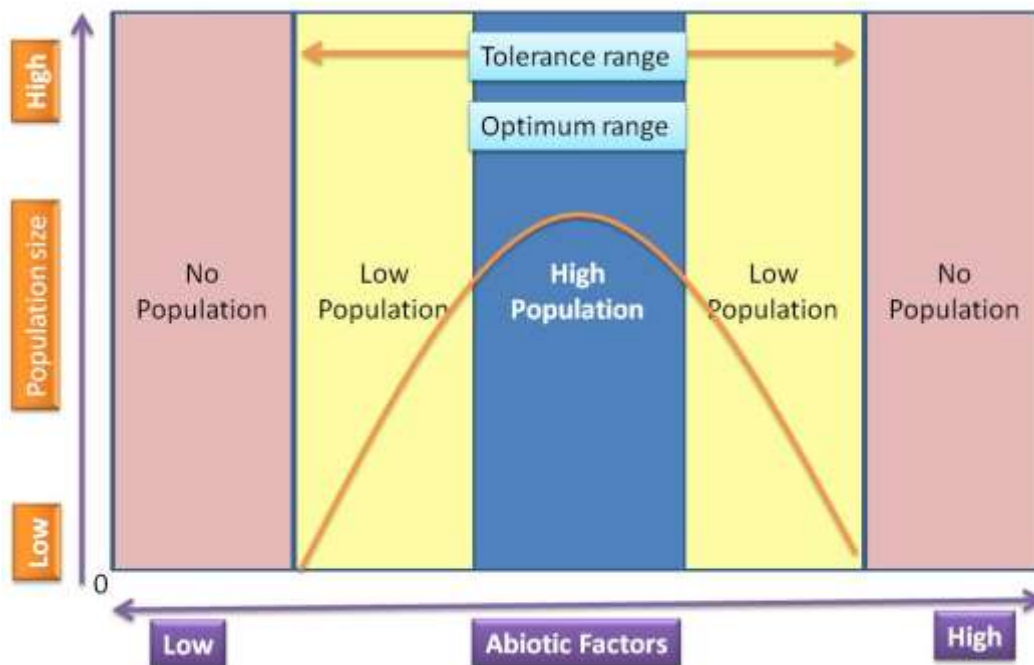 High
Population size
Low
0
Tolerance range
Optimum range
No
Population
Low
Population
High
Population
Low
Population
No
Population
Low
Abiotic Factors
High